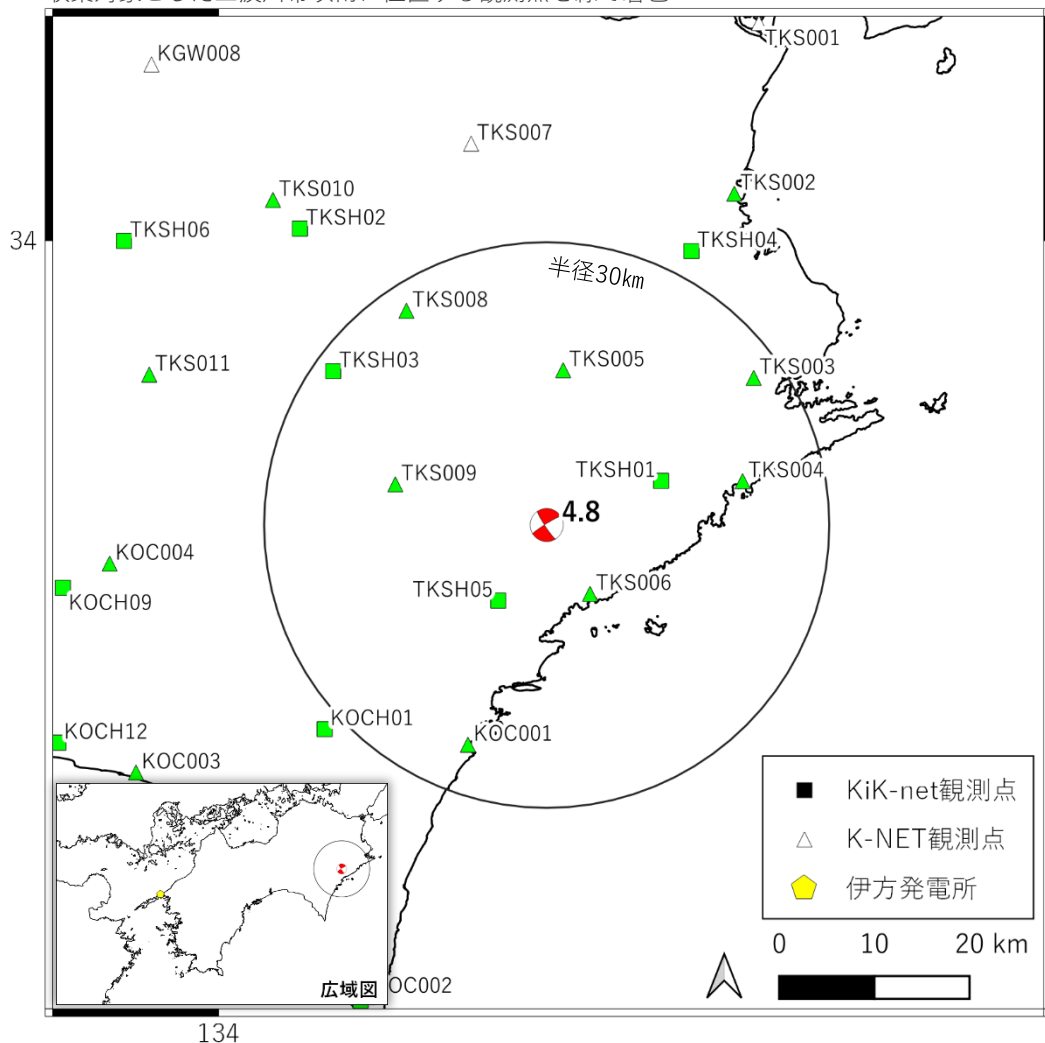 KGW008
TKS001
TKS007
TKS010
TKS002
TKSH02
TKSH06
34
TKSH04
半径30km
TKS008
TKSH03
TKS005
TKS011
TKS003
TKS009
TKSH01
TKS004
4.8
KOC004
KOCH09
TKSH05
TKS006
KOCH01
KOCH12
KOC001
KOC003
KiK-net観測点
K-NET観測点
伊方発電所
0 10 20 km
広域図
OC002
134